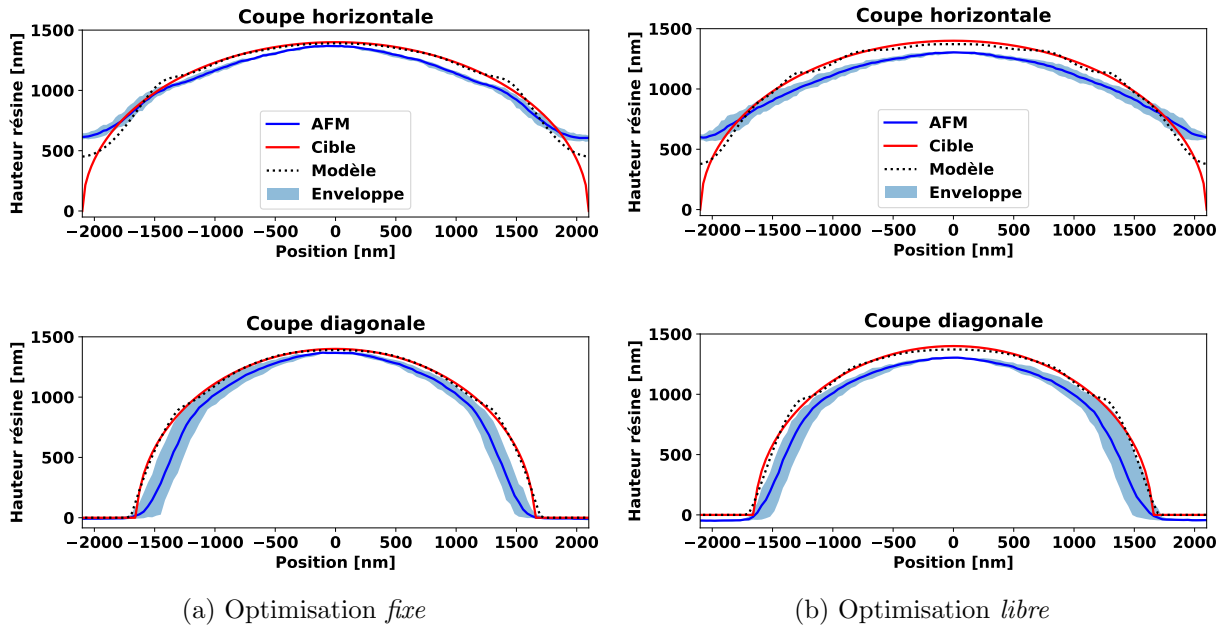 Coupe horizontale
Hauteur résine [nm]
1500
1000
500
0
AFM
Cible
Modèle
Enveloppe
−2000 −1500 −1000 −500 0 500 1000 1500 2000
Position [nm]
Coupe horizontale
Hauteur résine [nm]
1500
1000
500
0
AFM
Cible
Modèle
Enveloppe
−2000 −1500 −1000 −500 0 500 1000 1500 2000
Position [nm]
Coupe diagonale
Hauteur résine [nm]
1500
1000
500
0
−2000 −1500 −1000 −500 0 500 1000 1500 2000
Position [nm]
Coupe diagonale
Hauteur résine [nm]
1500
1000
500
0
−2000 −1500 −1000 −500 0 500 1000 1500 2000
Position [nm]
(a) Optimisation fixe
(b) Optimisation libre